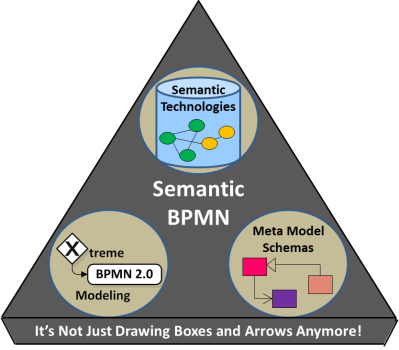 Semantic
Technologies
Semantic
BPMN
X treme
BPMN 2.0
Modeling
Meta Model
Schemas
It's Not Just Drawing Boxes and Arrows Anymore!